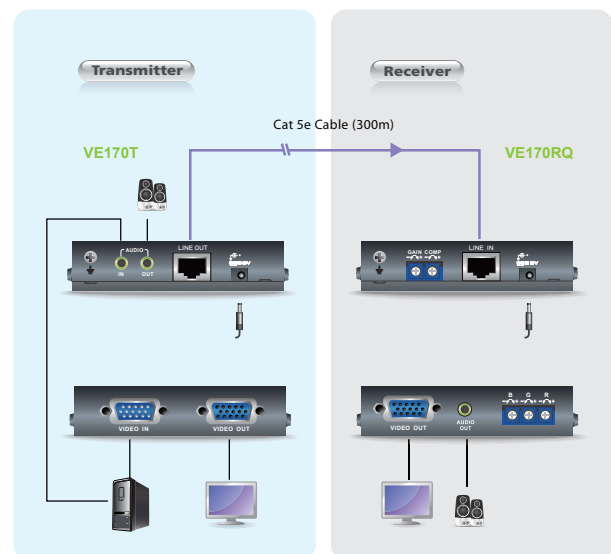 Transmitter
Receiver
Cat 5e Cable (300m)
VE170T
VE170RQ
AUDIO
IN
OUT
LINE OUT
GAIN COMP
LINE IN
VIDEO IN
VIDEO OUT
VIDEO OUT
AUDIO
OUT
B G R